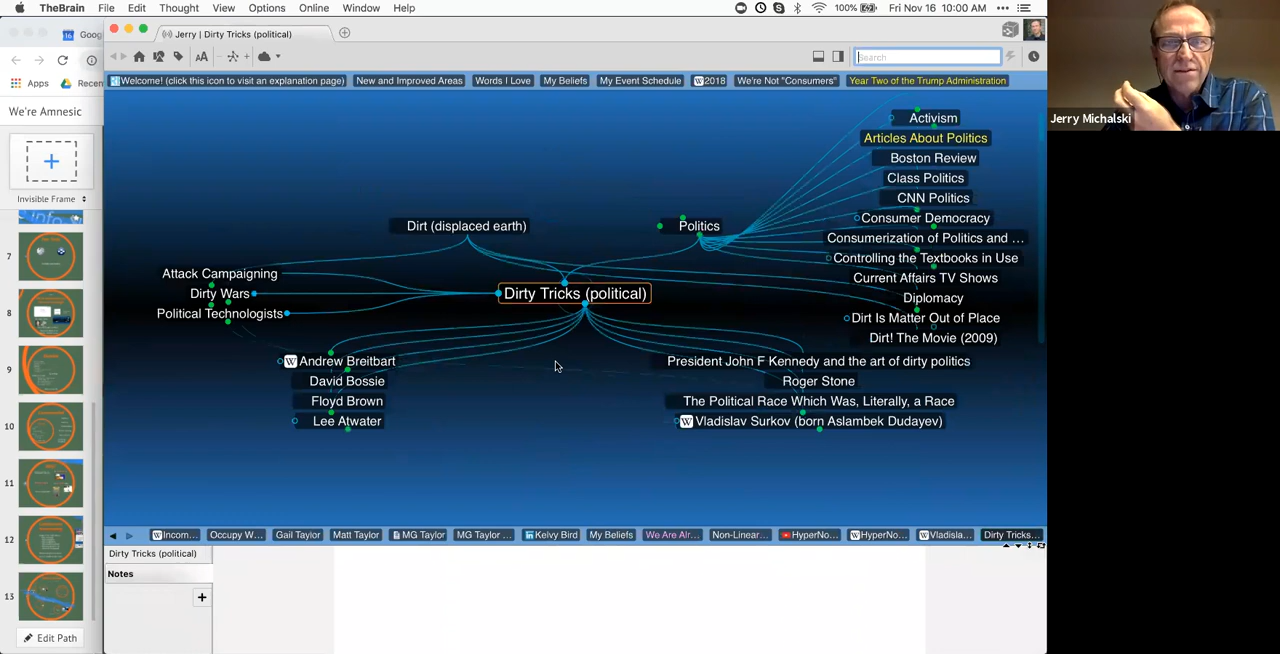 TheBrain File Edit Thought View Options Online Window Help 100% Fri Nov 16 10:00 AM
16 Goog
Jerry | Dirty Tricks (political)
Search
Apps Recen
Welcome! (click this icon to visit an explanation page) New and Improved Areas Words I Love My Beliefs My Event Schedule W 2018 We're Not "Consumers" Year Two of the Trump Administration
We're Amnesic
Invisible Frame
7
8
9
10
11
12
13
Edit Path
Activism
Articles About Politics
Boston Review
Class Politics
CNN Politics
Consumer Democracy
Consumerization of Politics and ...
Controlling the Textbooks in Use
Current Affairs TV Shows
Diplomacy
Dirt Is Matter Out of Place
Dirt! The Movie (2009)
Dirt (displaced earth)
Politics
Attack Campaigning
Dirty Wars
Political Technologists
Dirty Tricks (political)
W Andrew Breitbart
David Bossie
Floyd Brown
Lee Atwater
President John F Kennedy and the art of dirty politics
Roger Stone
The Political Race Which Was, Literally, a Race
W Vladislav Surkov (born Aslambek Dudayev)
W Incom... Occupy W... Gail Taylor Matt Taylor MG Taylor MG Taylor ... in Kelvy Bird My Beliefs We Are Alr... Non-Linear... HyperNo... W HyperNo... W Vladisla... Dirty Tricks...
Dirty Tricks (political)
Notes
Jerry Michalski